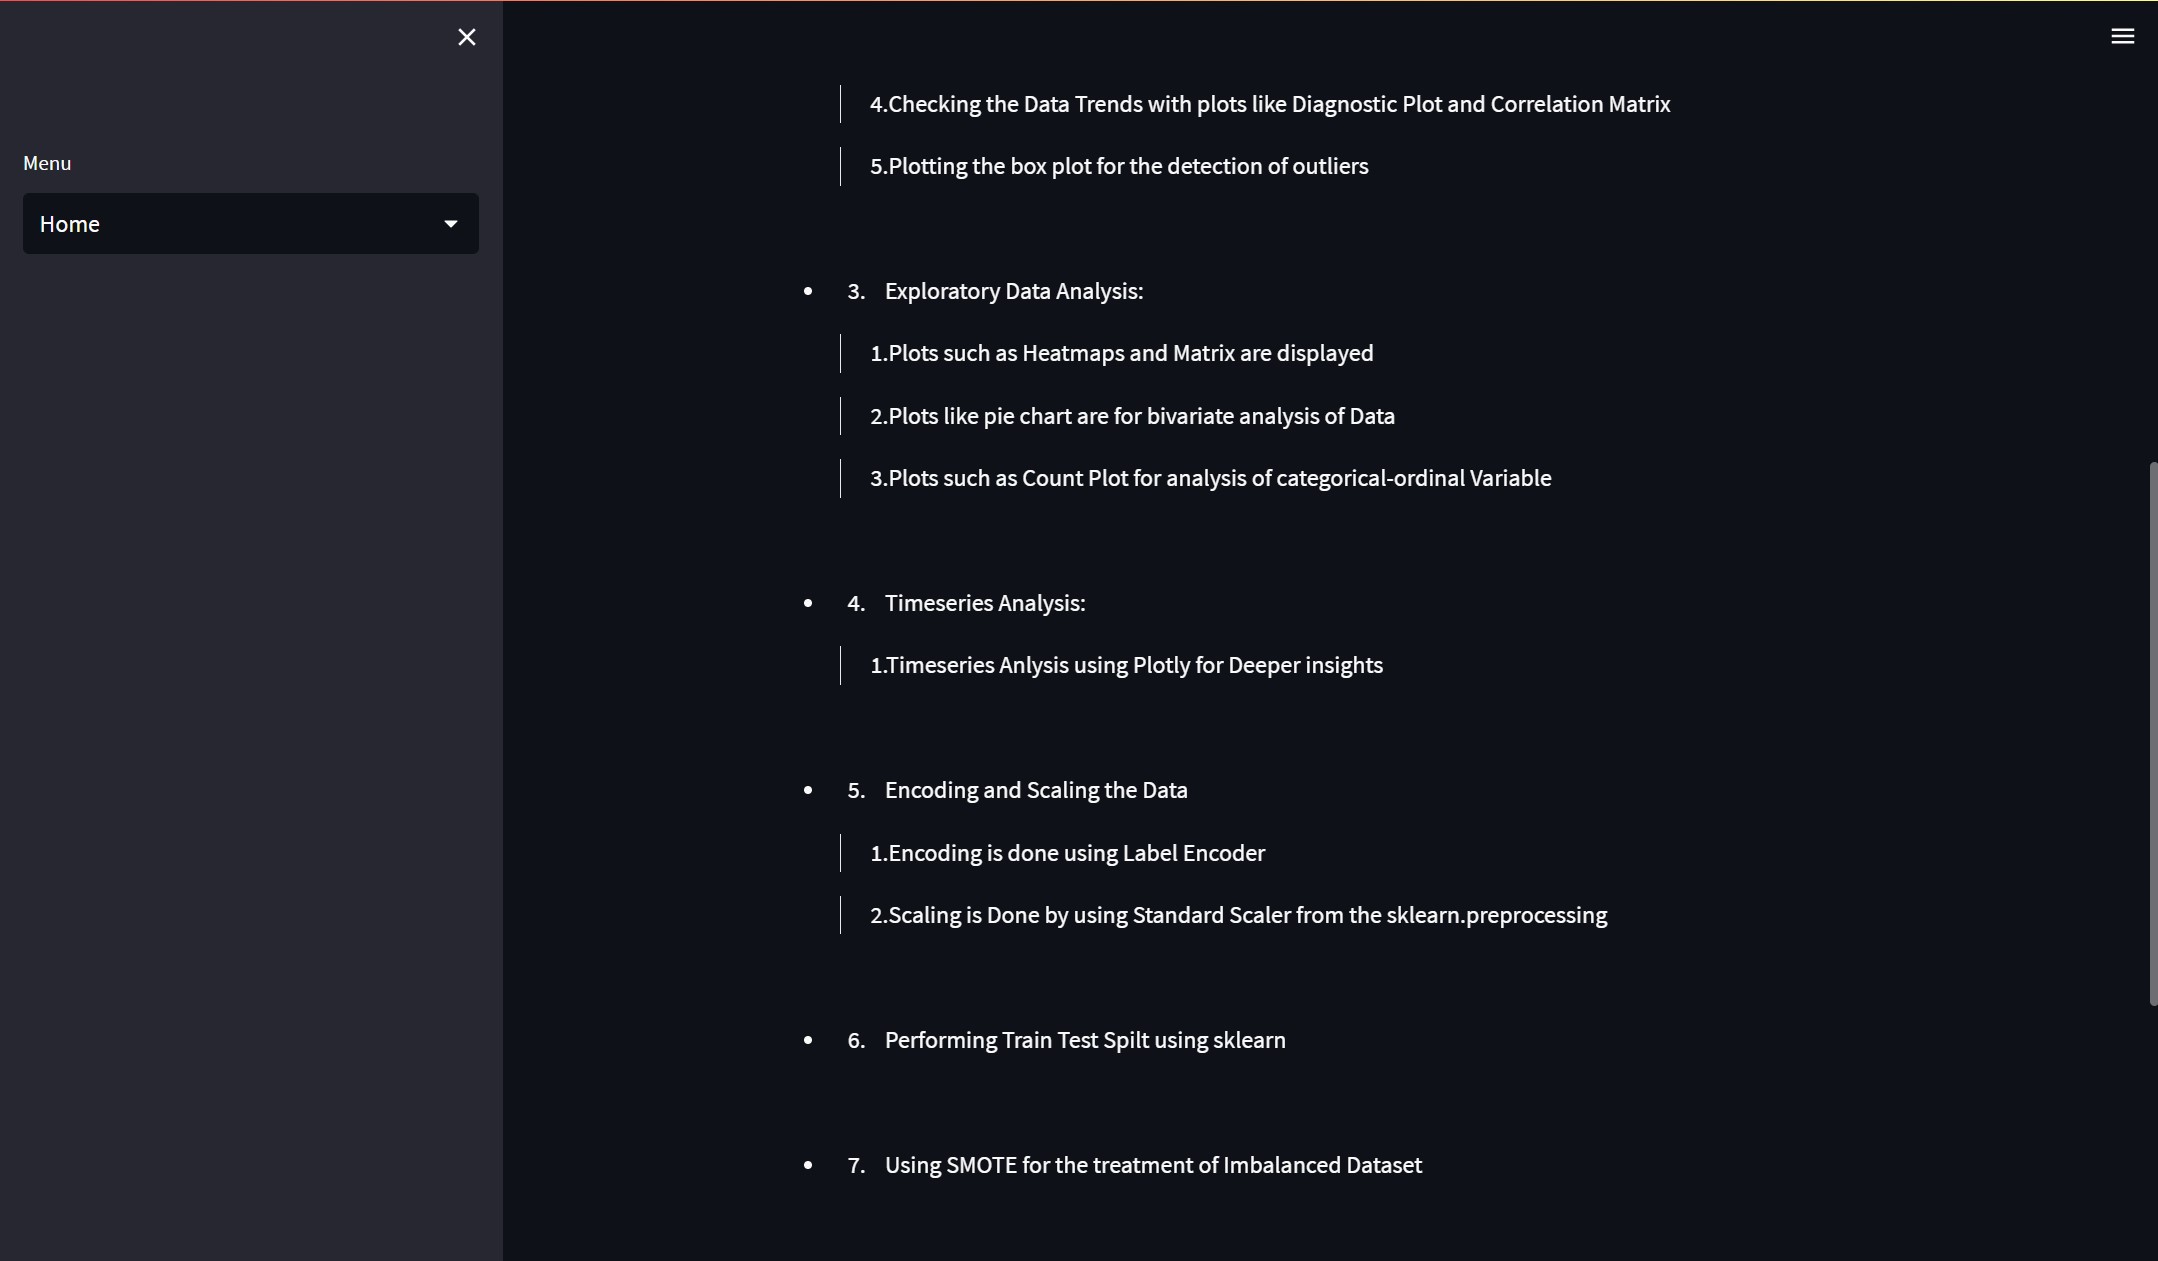 Menu
Home
4.Checking the Data Trends with plots like Diagnostic Plot and Correlation Matrix
5.Plotting the box plot for the detection of outliers
3. Exploratory Data Analysis:
1.Plots such as Heatmaps and Matrix are displayed
2.Plots like pie chart are for bivariate analysis of Data
3.Plots such as Count Plot for analysis of categorical-ordinal Variable
4. Timeseries Analysis:
1.Timeseries Anlysis using Plotly for Deeper insights
5. Encoding and Scaling the Data
1.Encoding is done using Label Encoder
2.Scaling is Done by using Standard Scaler from the sklearn.preprocessing
6. Performing Train Test Spilt using sklearn
7. Using SMOTE for the treatment of Imbalanced Dataset